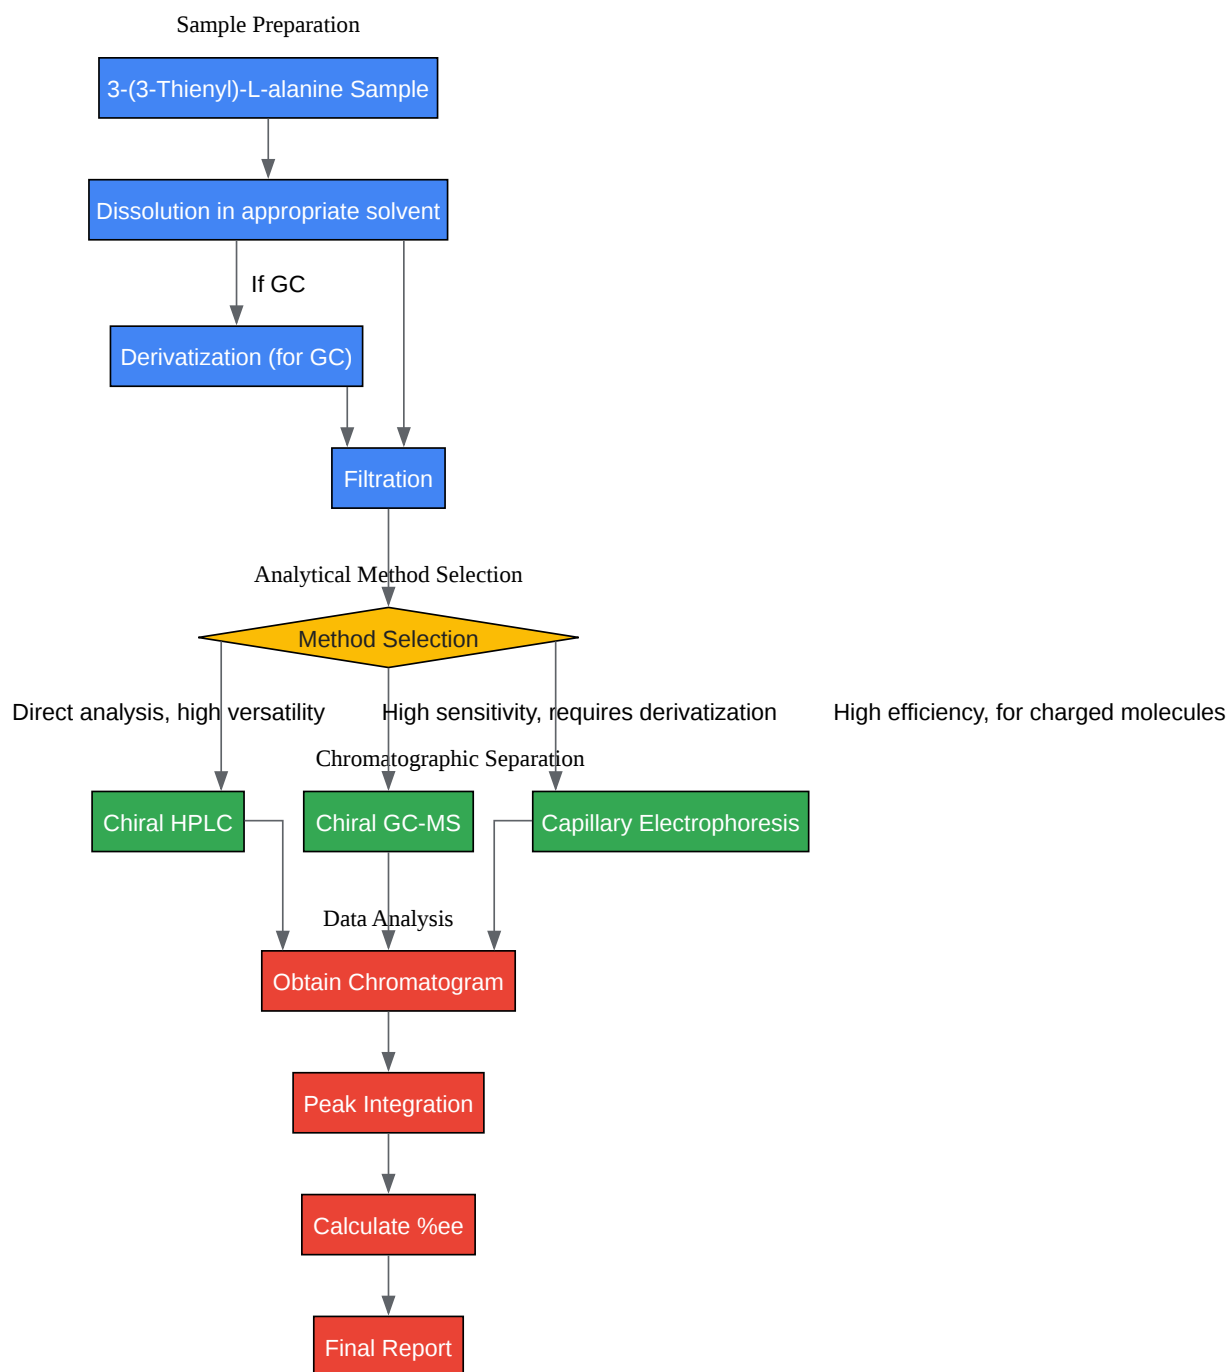 Sample Preparation
3-(3-Thienyl)-L-alanine Sample
Dissolution in appropriate solvent
If GC
Derivatization (for GC)
Filtration
Analytical Method Selection
Method Selection
Direct analysis, high versatility
High sensitivity, requires derivatization
High efficiency, for charged molecules
Chromatographic Separation
Chiral HPLC
Chiral GC-MS
Capillary Electrophoresis
Data Analysis
Obtain Chromatogram
Peak Integration
Calculate %ee
Final Report